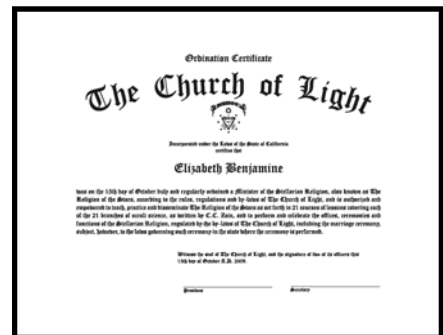 Ordination Certificate
The Church of Light
Incorporated under the Laws of the State of California
certifies that
Elizabeth Benjamine
was on the 13th day of October duly and regularly ordained a Minister of the Stellarian Religion, also known as The
Religion of the Stars, according to the rules, regulations and by-laws of The Church of Light, and is authorized and
empowered to teach, practice and disseminate The Religion of the Stars as set forth in 21 courses of lessons covering each
of the 21 branches of occult science, as written by C.C. Zain, and to perform and celebrate the offices, ceremonies and
functions of the Stellarian Religion, regulated by the by-laws of The Church of Light, including the marriage ceremony,
subject, however, to the laws governing such ceremony in the state where the ceremony is performed.
Witness the seal of The Church of Light, and the signature of two of its officers this
13th day of October A.D. 2009.
President Secretary